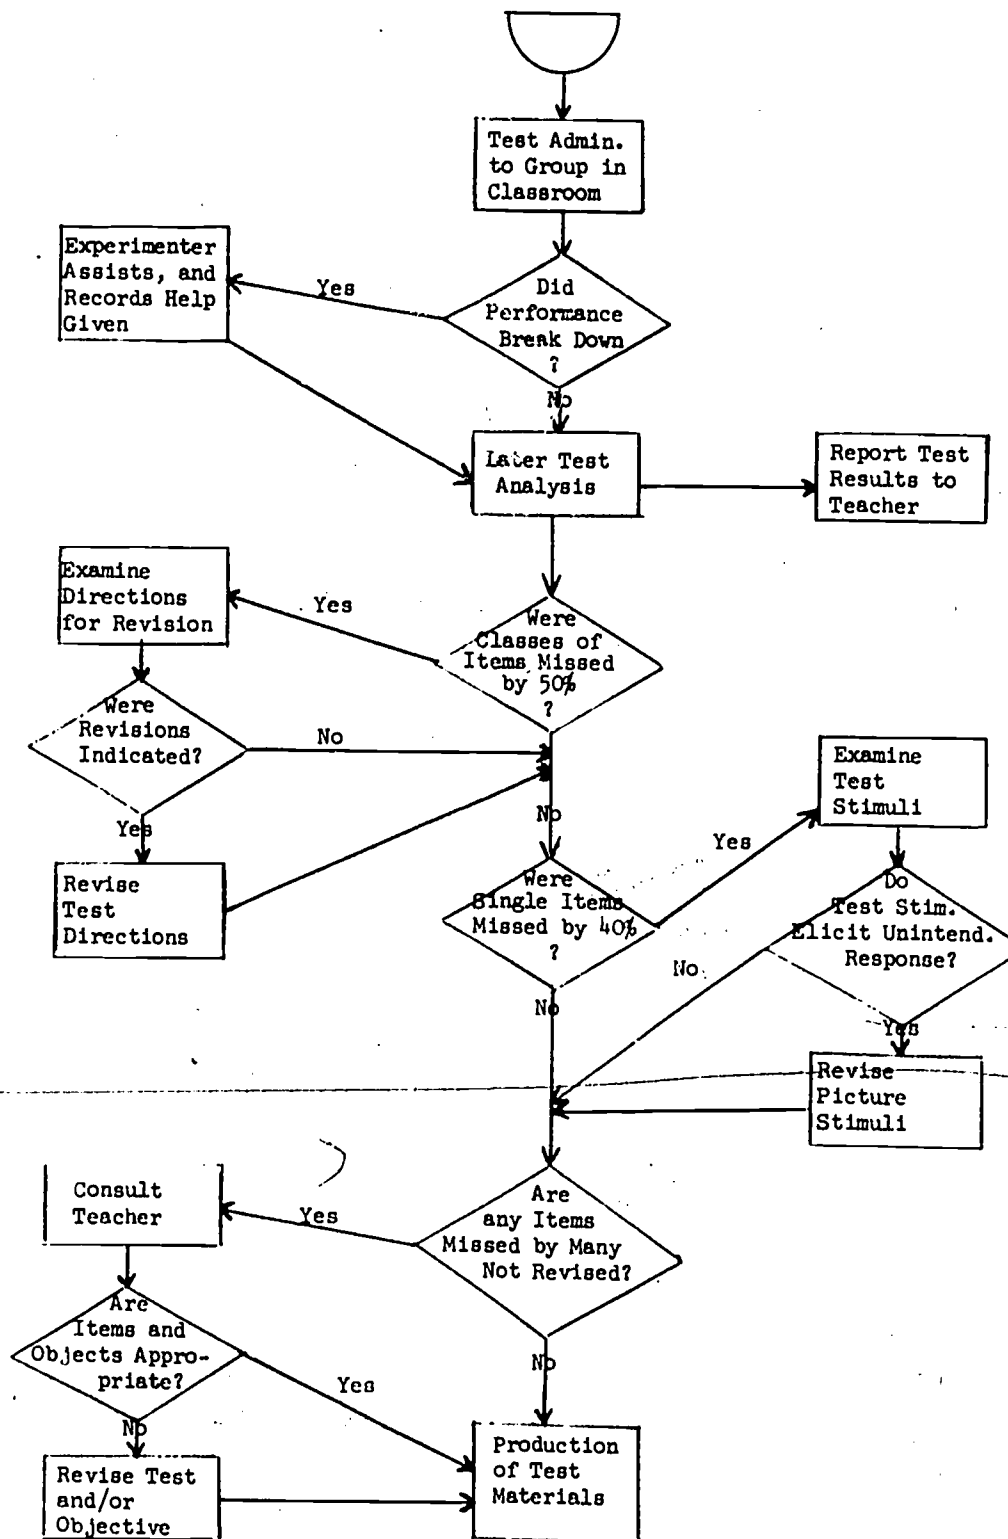 Test Admin.
to Group in
Classroom
Experimenter
Assists, and
Records Help
Given
Yes
Did
Performance
Break Down
?
No
Later Test
Analysis
Report Test
Results to
Teacher
Examine
Directions
for Revision
Yes
Were
Classes of
Items Missed
by 50%
?
Were
Revisions
Indicated?
No
Yes
Revise
Test
Directions
No
Were
Single Items
Missed by 40%
?
Yes
Examine
Test
Stimuli
Do
Test Stim.
Elicit Unintend.
Response?
No
Yes
Revise
Picture
Stimuli
No
Are
any Items
Missed by Many
Not Revised?
Yes
Consult
Teacher
Are
Items and
Objects Appro-
priate?
Yes
No
Revise Test
and/or
Objective
No
Production
of Test
Materials